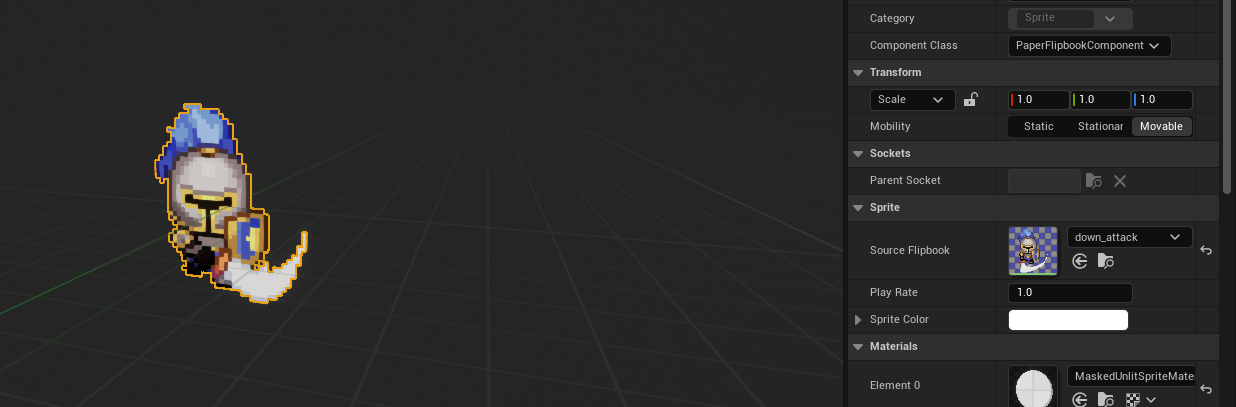 Category Sprite
Component Class PaperFlipbookComponent
Transform
Scale 1.0 1.0 1.0
Mobility Static Stationar Movable
Sockets
Parent Socket
Sprite
Source Flipbook down_attack
Play Rate 1.0
Sprite Color
Materials
Element 0 MaskedUnlitSpriteMate